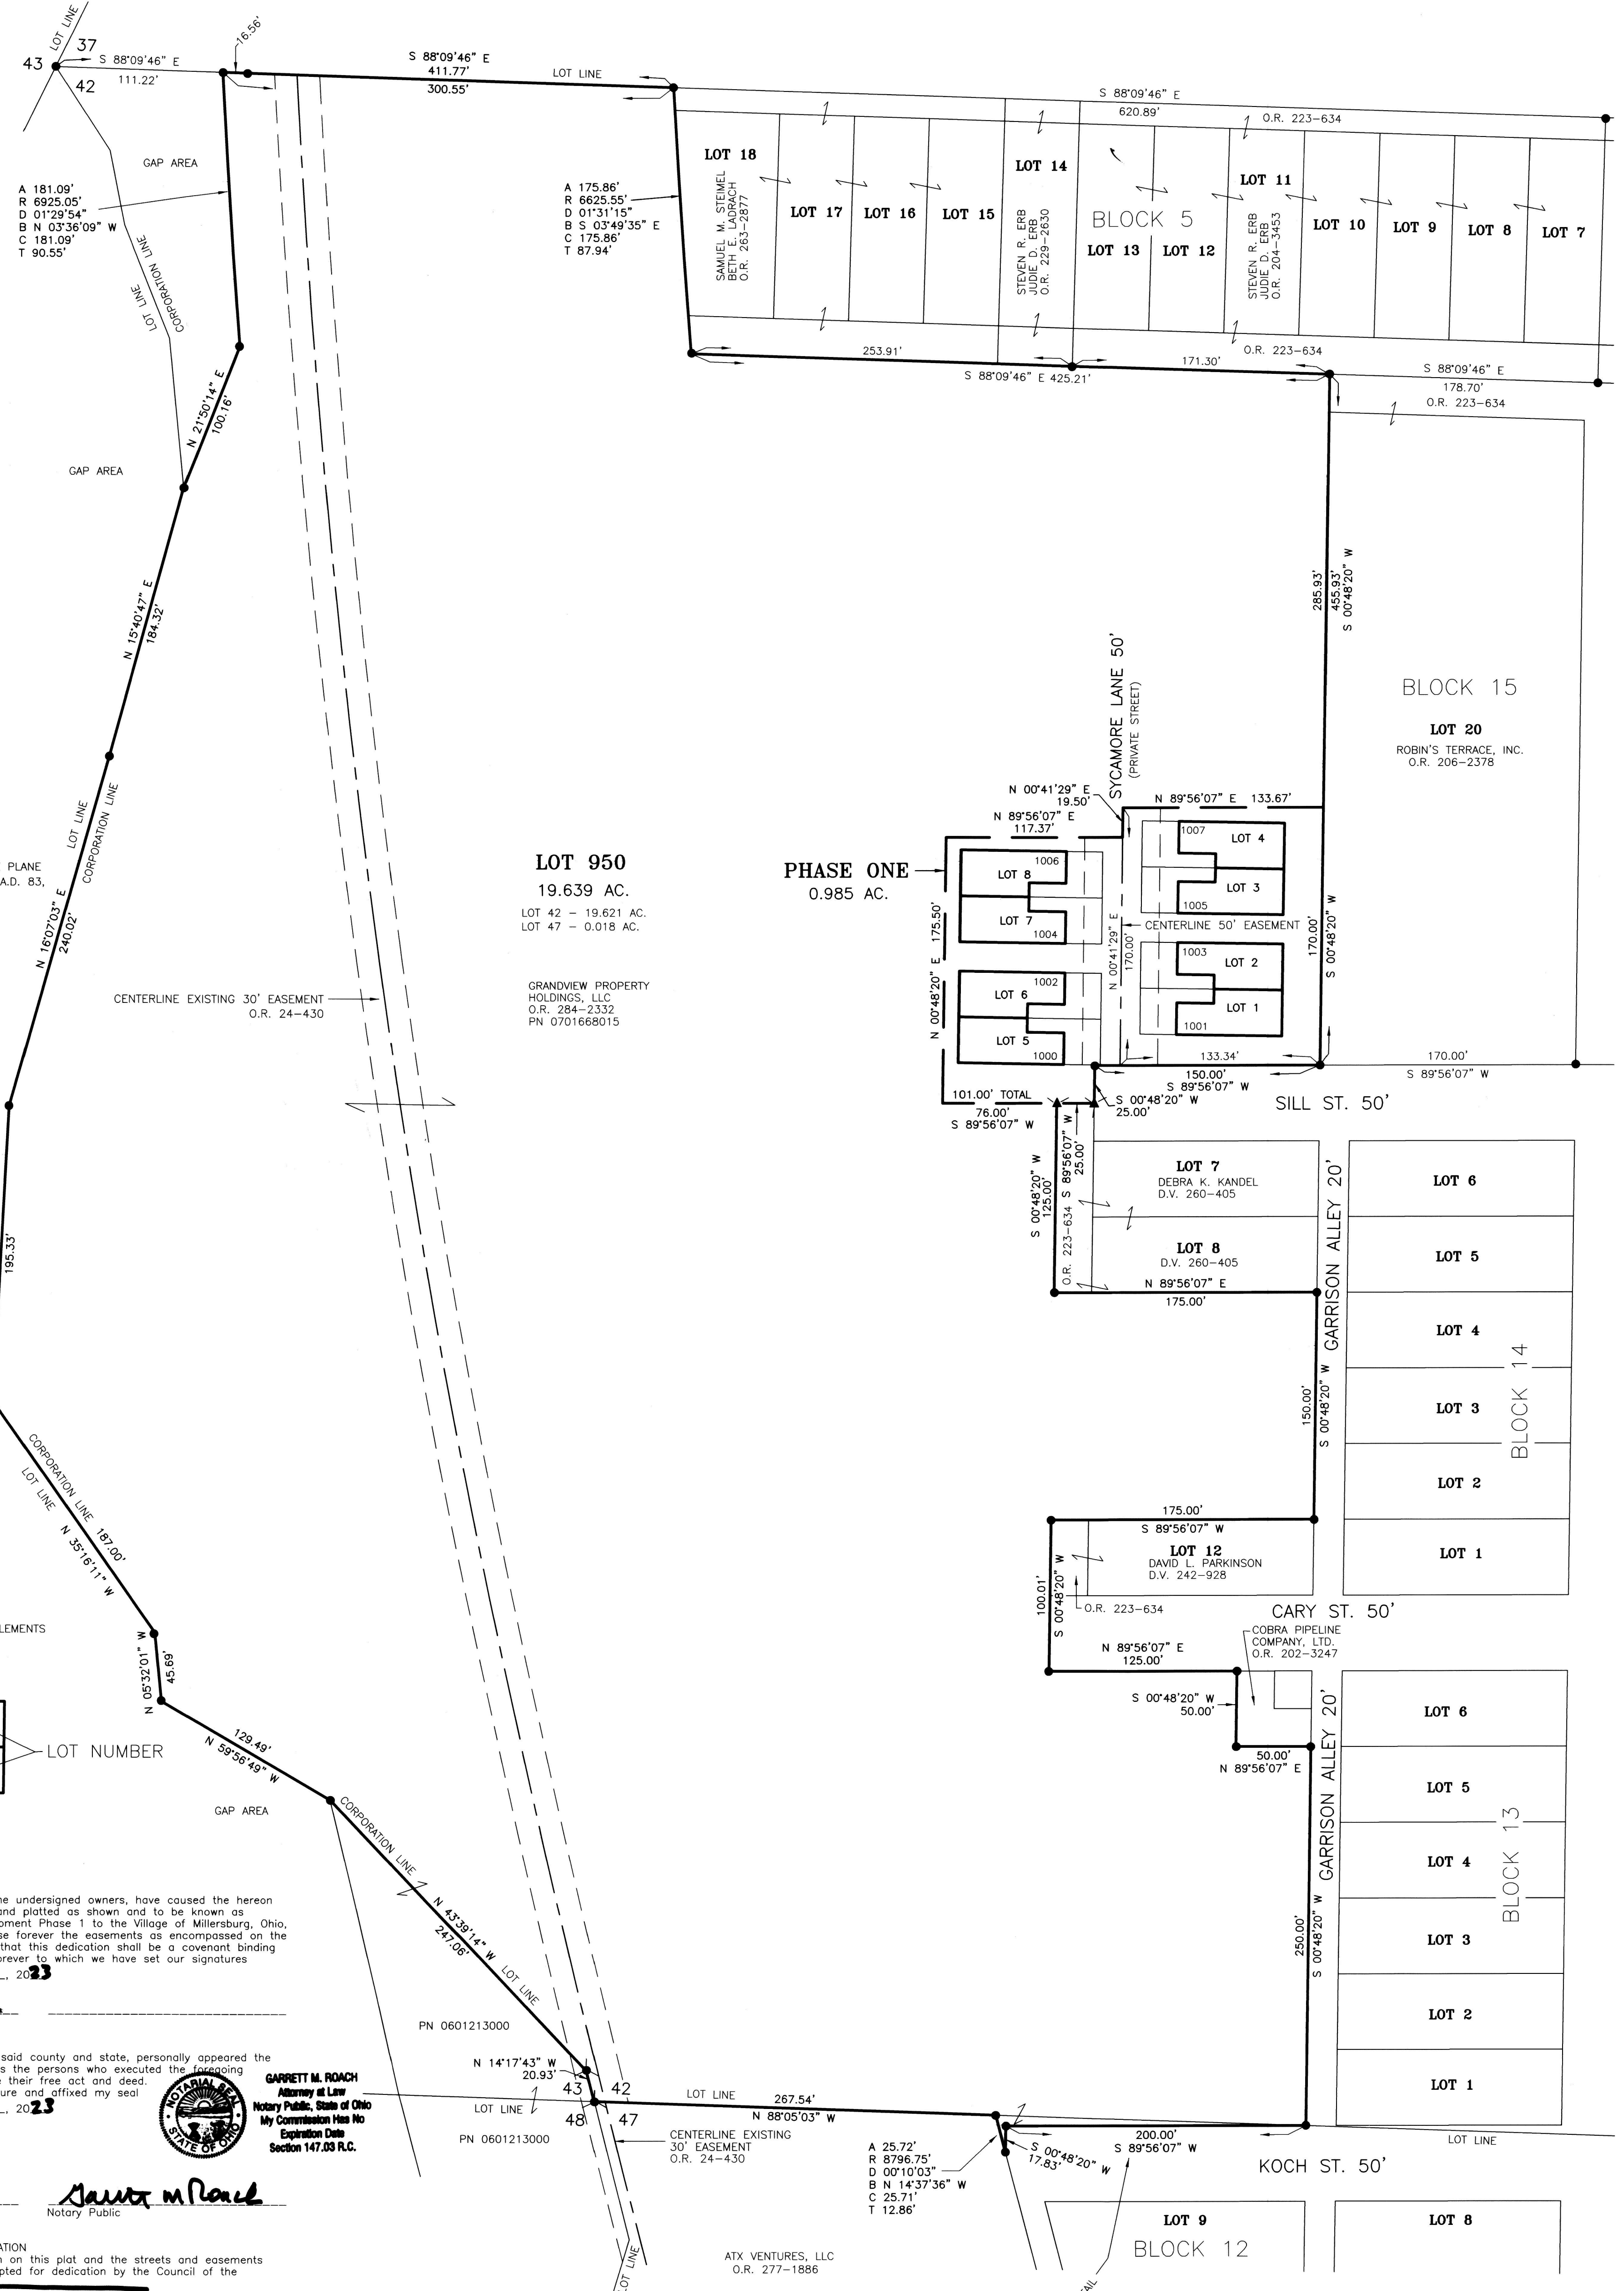 LOT LINE
37
43
42
S 88°09'46" E
111.22'
16.56'
S 88°09'46" E
411.77'
300.55'
LOT LINE
S 88°09'46" E
620.89'
O.R. 223-634
GAP AREA
A 181.09'
R 6925.05'
D 01°29'54"
B N 03°36'09" W
C 181.09'
T 90.55'
LOT LINE
CORPORATION LINE
A 175.86'
R 6625.55'
D 01°31'15"
B S 03°49'35" E
C 175.86'
T 87.94'
LOT 18
SAMUEL M. STEIMEL
BETH E. LADRACH
O.R. 263-2877
LOT 17
LOT 16
LOT 15
LOT 14
STEVEN R. ERB
JUDIE D. ERB
O.R. 229-2630
BLOCK 5
LOT 13
LOT 12
LOT 11
STEVEN R. ERB
JUDIE D. ERB
O.R. 204-3453
LOT 10
LOT 9
LOT 8
LOT 7
253.91'
171.30'
S 88°09'46" E 425.21'
O.R. 223-634
S 88°09'46" E
178.70'
O.R. 223-634
N 21°50'14" E
100.16'
GAP AREA
N 15°40'47" E
184.32'
285.93'
455.93'
S 00°48'20" W
BLOCK 15
LOT 20
ROBIN'S TERRACE, INC.
O.R. 206-2378
SYCAMORE LANE 50'
(PRIVATE STREET)
N 00°41'29" E
19.50'
N 89°56'07" E 133.67'
N 89°56'07" E
117.37'
LOT LINE
CORPORATION LINE
PLANE
A.D. 83,
N 16°07'03" E
240.02'
LOT 950
19.639 AC.
LOT 42 - 19.621 AC.
LOT 47 - 0.018 AC.
GRANDVIEW PROPERTY
HOLDINGS, LLC
O.R. 284-2332
PN 0701668015
PHASE ONE
0.985 AC.
N 00°48'20" E 175.50'
1006
LOT 8
LOT 7
1004
1002
LOT 6
LOT 5
1000
N 00°41'29" E
170.00'
1007
LOT 4
LOT 3
1005
CENTERLINE 50' EASEMENT
1003
LOT 2
LOT 1
1001
170.00'
S 00°48'20" W
CENTERLINE EXISTING 30' EASEMENT
O.R. 24-430
133.34'
150.00'
S 89°56'07" W
170.00'
S 89°56'07" W
101.00' TOTAL
76.00'
S 89°56'07" W
S 00°48'20" W
25.00'
SILL ST. 50'
S 00°48'20" W
125.00'
O.R. 223-634
S 89°56'07" W
25.00'
LOT 7
DEBRA K. KANDEL
D.V. 260-405
LOT 8
D.V. 260-405
N 89°56'07" E
175.00'
GARRISON ALLEY 20'
LOT 6
LOT 5
LOT 4
LOT 3
LOT 2
LOT 1
BLOCK 14
195.33'
150.00'
S 00°48'20" W
CORPORATION LINE
LOT LINE
187.00'
N 35°16'11" W
175.00'
S 89°56'07" W
LOT 12
DAVID L. PARKINSON
D.V. 242-928
100.01'
S 00°48'20" W
O.R. 223-634
CARY ST. 50'
COBRA PIPELINE
COMPANY, LTD.
O.R. 202-3247
N 89°56'07" E
125.00'
S 00°48'20" W
50.00'
50.00'
N 89°56'07" E
LEMENTS
N 05°32'01" W
45.69'
129.49'
N 59°56'49" W
LOT NUMBER
GAP AREA
GARRISON ALLEY 20'
LOT 6
LOT 5
LOT 4
LOT 3
LOT 2
LOT 1
BLOCK 13
250.00'
S 00°48'20" W
CORPORATION LINE
N 43°39'14" W
247.06'
LOT LINE
he undersigned owners, have caused the hereon
and platted as shown and to be known as
pment Phase 1 to the Village of Millersburg, Ohio,
se forever the easements as encompassed on the
that this dedication shall be a covenant binding
orever to which we have set our signatures
, 2023
said county and state, personally appeared the
s the persons who executed the foregoing
e their free act and deed.
ure and affixed my seal
, 2023
NOTARIAL SEAL
STATE OF OHIO
GARRETT M. ROACH
Attorney at Law
Notary Public, State of Ohio
My Commission Has No
Expiration Date
Section 147.03 R.C.
PN 0601213000
N 14°17'43" W
20.93'
43
42
48
47
LOT LINE
PN 0601213000
LOT LINE
267.54'
N 88°05'03" W
CENTERLINE EXISTING
30' EASEMENT
O.R. 24-430
A 25.72'
R 8796.75'
D 00°10'03"
B N 14°37'36" W
C 25.71'
T 12.86'
S 00°48'20" W
17.83'
200.00'
S 89°56'07" W
LOT LINE
KOCH ST. 50'
LOT 9
BLOCK 12
LOT 8
Garrett M Roach
Notary Public
ATION
n on this plat and the streets and easements
pted for dedication by the Council of the
LOT LINE
ATX VENTURES, LLC
O.R. 277-1886
AIL